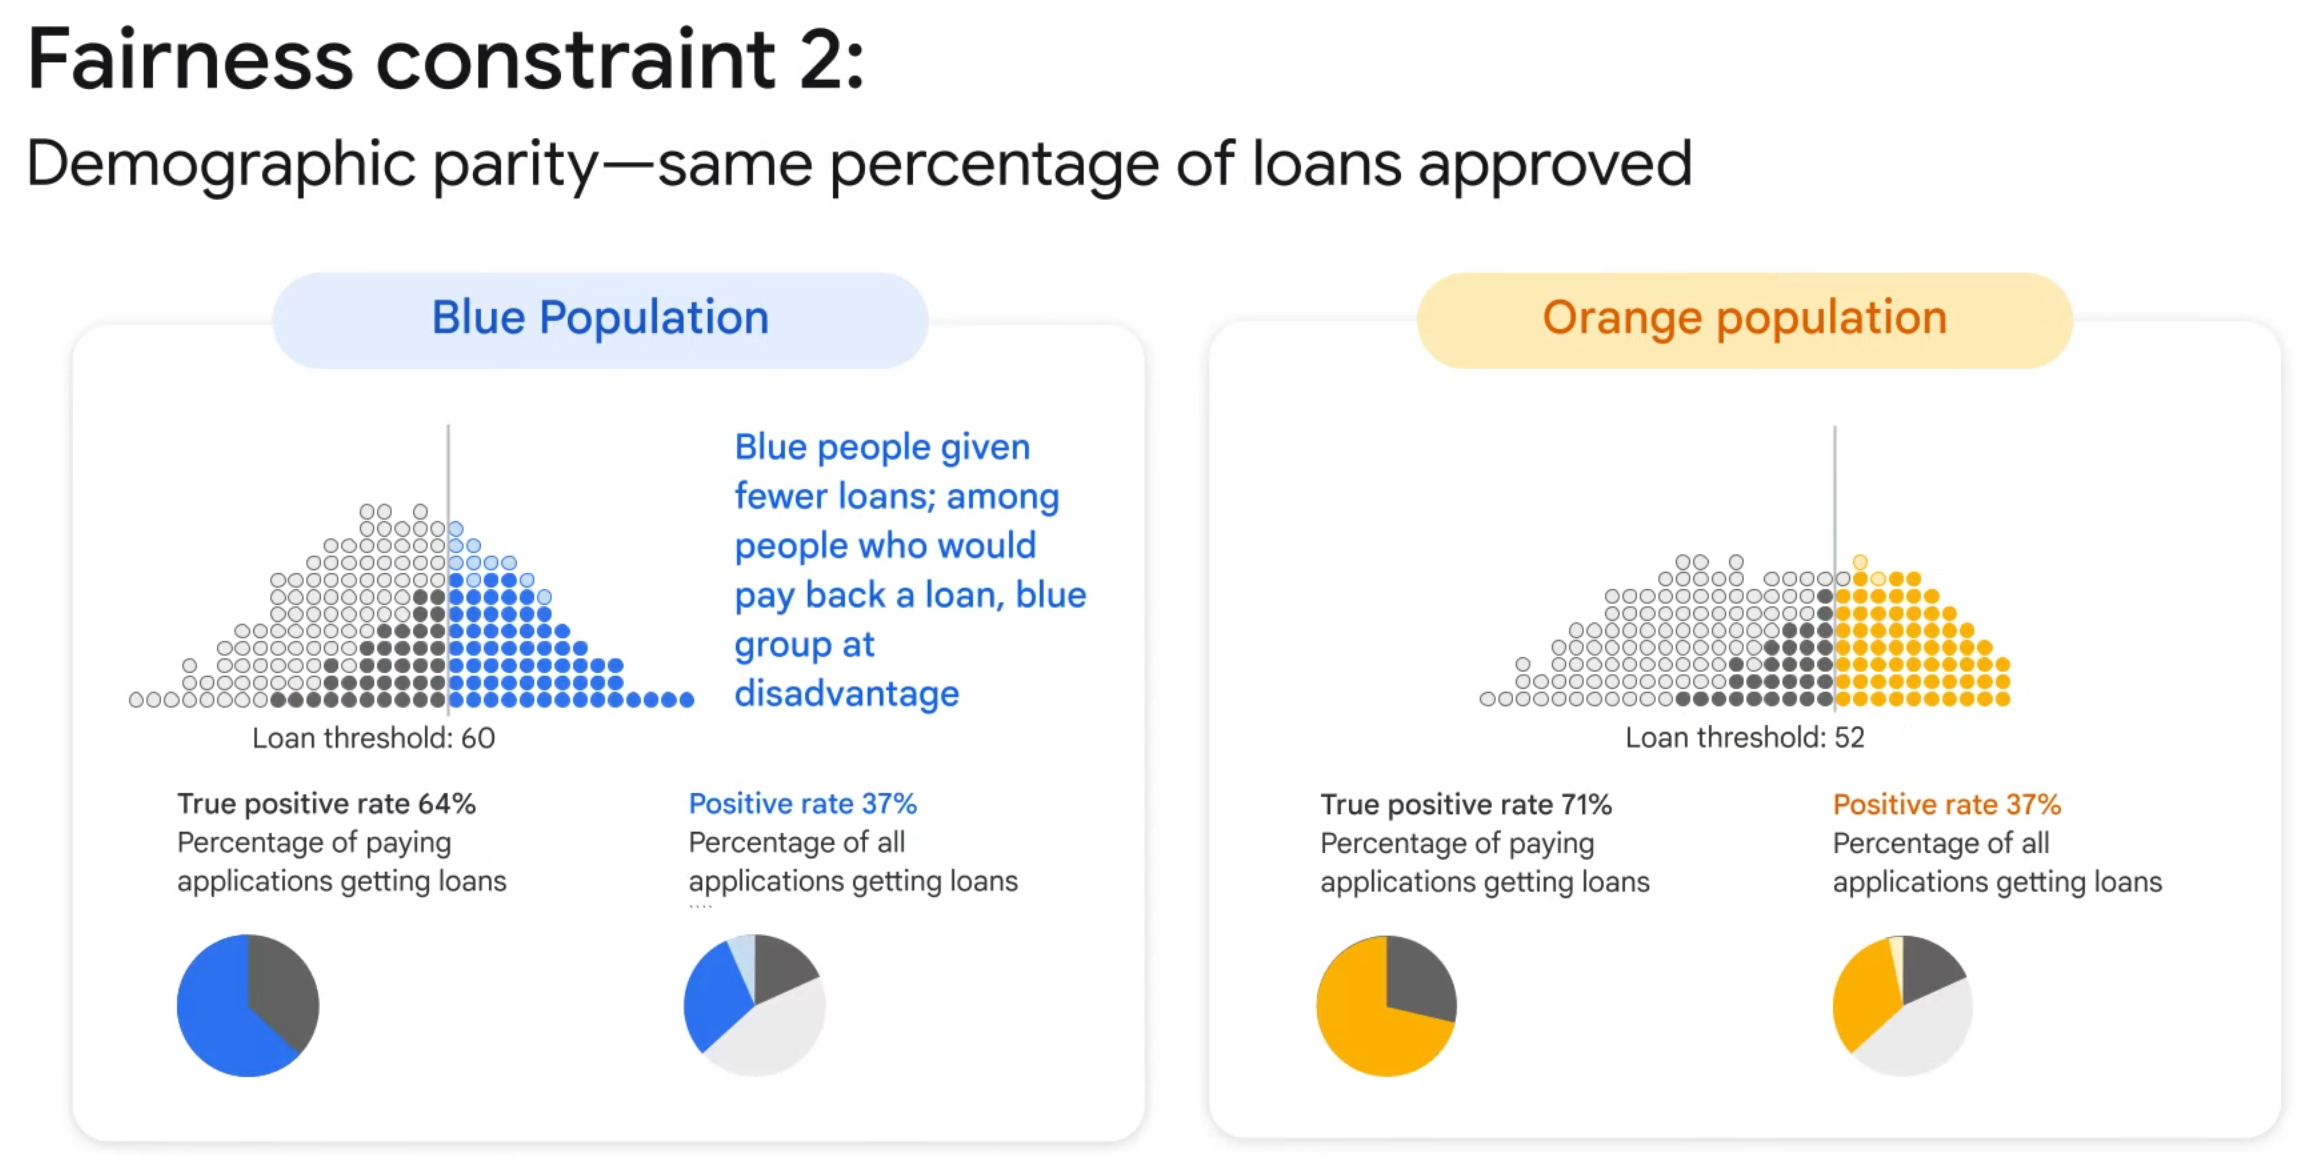 Fairness constraint 2:
Demographic parity—same percentage of loans approved
Blue Population
Blue people given
fewer loans; among
people who would
pay back a loan, blue
group at
disadvantage
Loan threshold: 60
True positive rate 64%
Percentage of paying
applications getting loans
Positive rate 37%
Percentage of all
applications getting loans
Orange population
Loan threshold: 52
True positive rate 71%
Percentage of paying
applications getting loans
Positive rate 37%
Percentage of all
applications getting loans